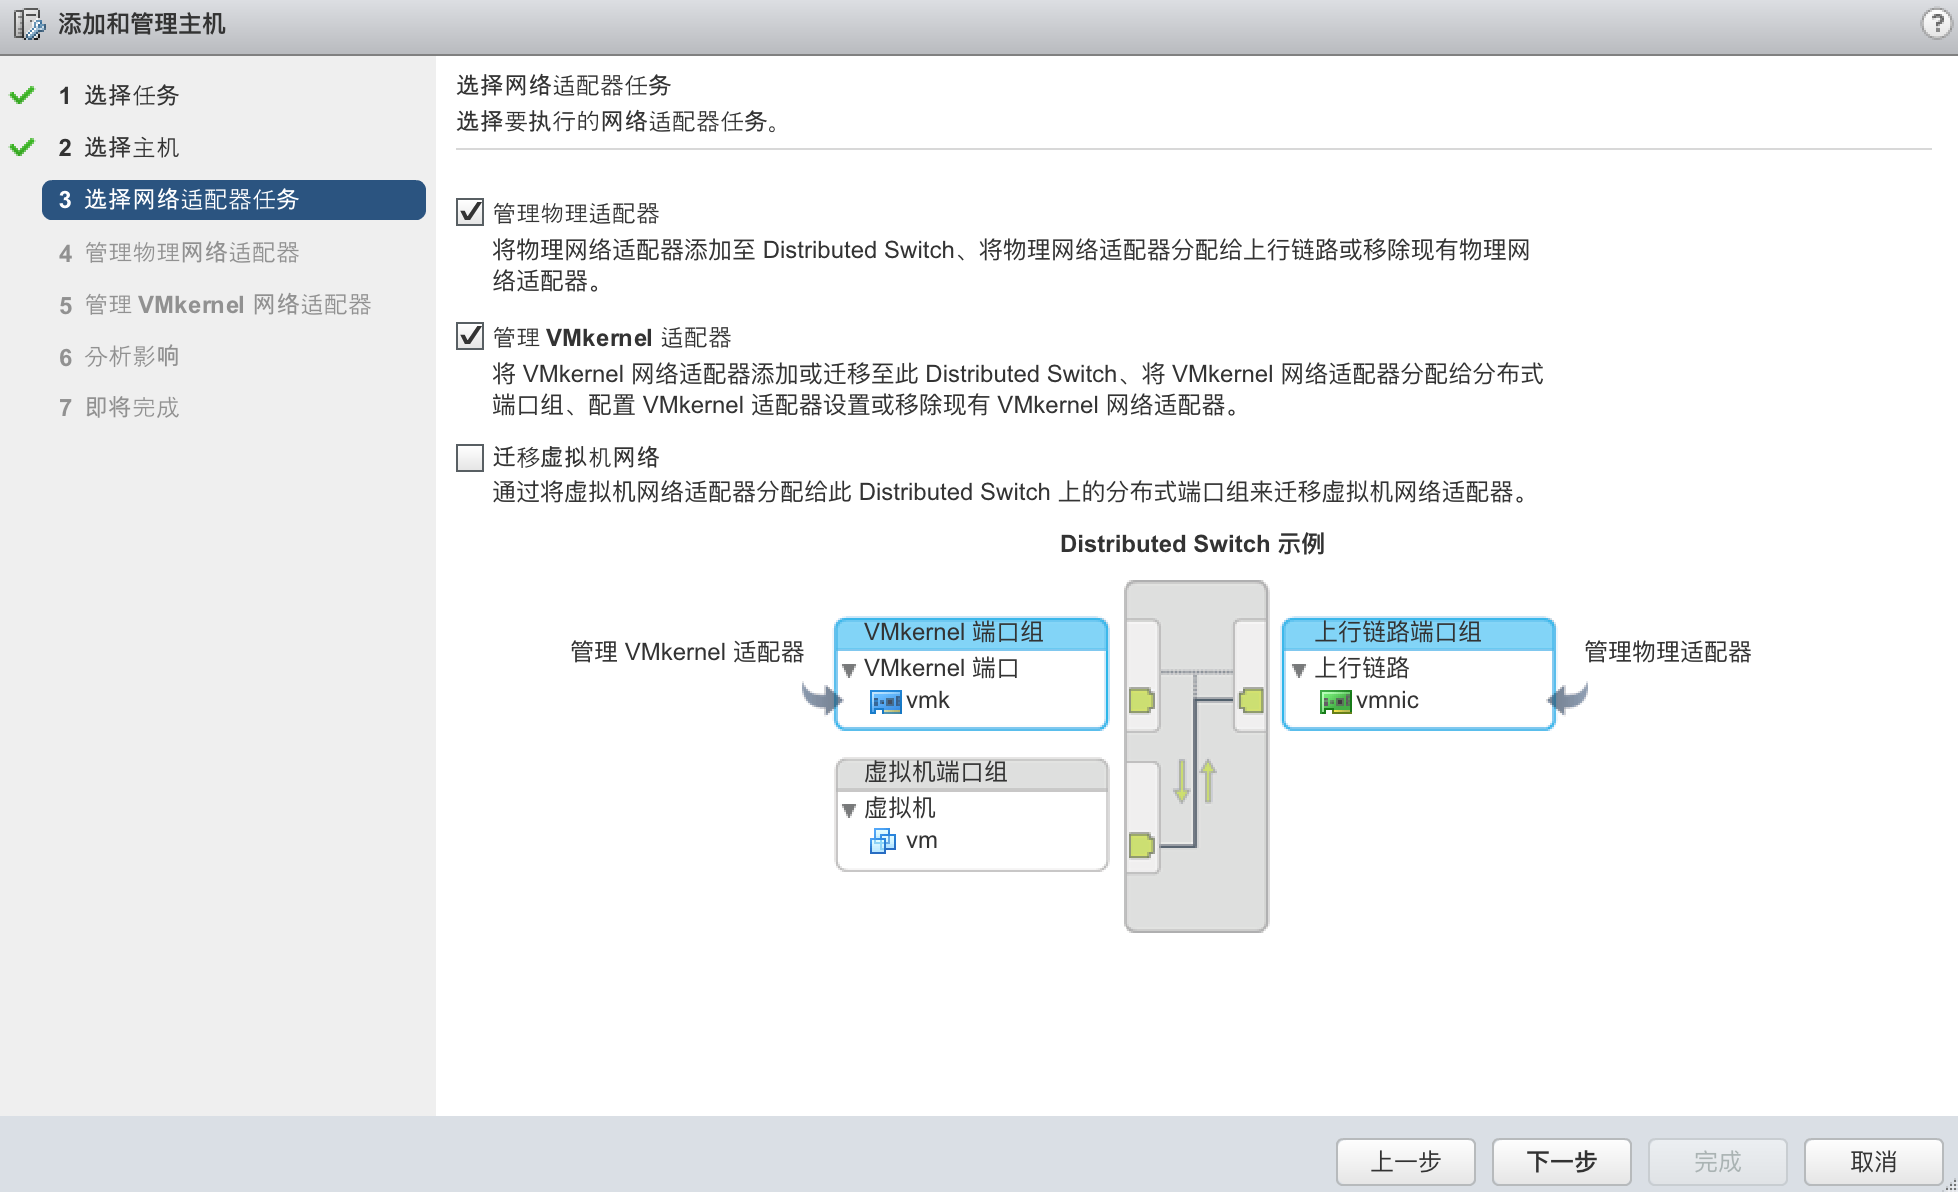 添加和管理主机
?
1 选择任务
2 选择主机
3 选择网络适配器任务
4 管理物理网络适配器
5 管理 VMkernel 网络适配器
6 分析影响
7 即将完成
选择网络适配器任务
选择要执行的网络适配器任务。
管理物理适配器
将物理网络适配器添加至 Distributed Switch、将物理网络适配器分配给上行链路或移除现有物理网
络适配器。
管理 VMkernel 适配器
将 VMkernel 网络适配器添加或迁移至此 Distributed Switch、将 VMkernel 网络适配器分配给分布式
端口组、配置 VMkernel 适配器设置或移除现有 VMkernel 网络适配器。
迁移虚拟机网络
通过将虚拟机网络适配器分配给此 Distributed Switch 上的分布式端口组来迁移虚拟机网络适配器。
Distributed Switch 示例
管理 VMkernel 适配器
VMkernel 端口组
VMkernel 端口
vmk
虚拟机端口组
虚拟机
vm
上行链路端口组
上行链路
vmnic
管理物理适配器
上一步
下一步
完成
取消